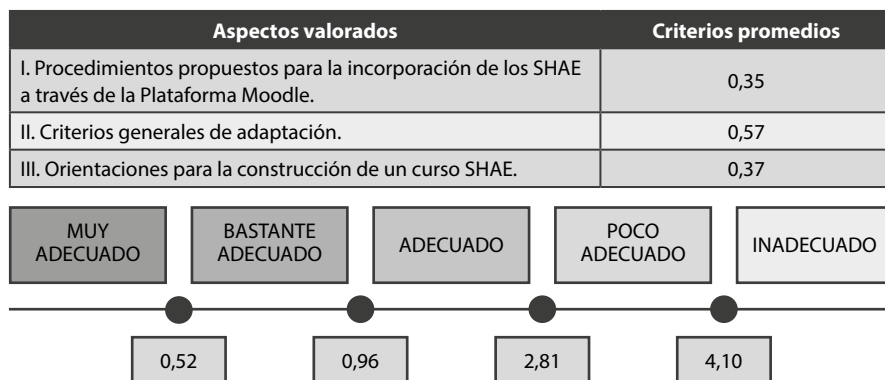 Aspectos valorados Criterios promedios
I. Procedimientos propuestos para la incorporación de los SHAE
a través de la Plataforma Moodle.
0,35
II. Criterios generales de adaptación. 0,57
III. Orientaciones para la construcción de un curso SHAE. 0,37
MUY
ADECUADO
BASTANTE
ADECUADO
ADECUADO
POCO
ADECUADO
INADECUADO
0,52 0,96 2,81 4,10